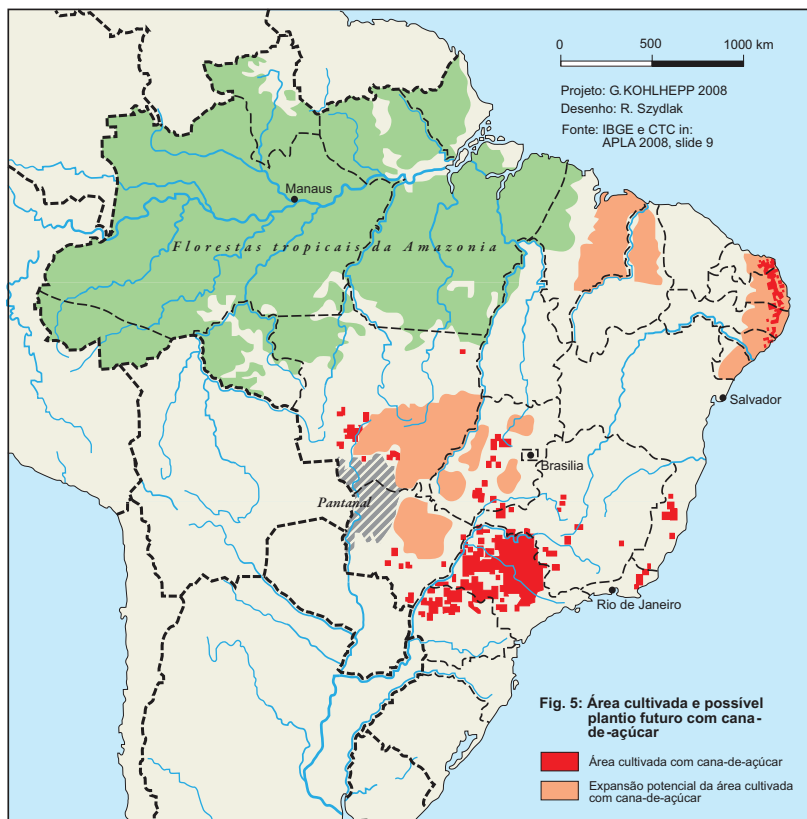 0 500 1000 km
Projeto: G.KOHLHEPP 2008
Desenho: R. Szydlak
Fonte: IBGE e CTC in:
APLA 2008, slide 9
Manaus
Florestas tropicais da Amazonia
Salvador
Brasilia
Pantanal
Rio de Janeiro
Fig. 5: Área cultivada e possível
plantio futuro com cana-
de-açúcar
Área cultivada com cana-de-açúcar
Expansão potencial da área cultivada
com cana-de-açúcar